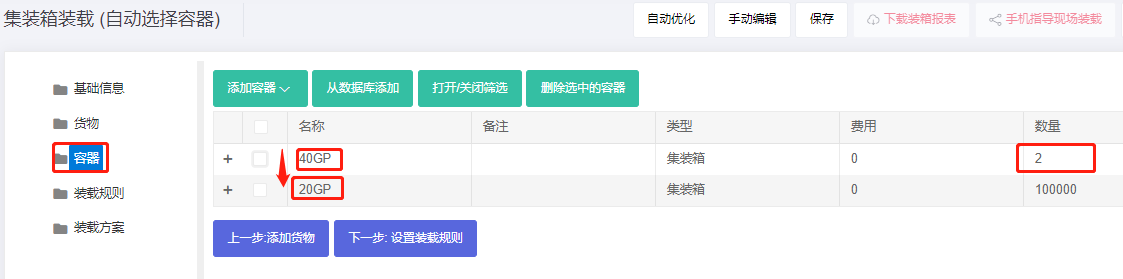 集装箱装载 (自动选择容器)
自动优化 手动编辑 保存 下载装箱报表 手机指导现场装载
基础信息
货物
容器
装载规则
装载方案
添加容器 从数据库添加 打开/关闭筛选 删除选中的容器
名称 备注 类型 费用 数量
+ 40GP 集装箱 0 2
+ 20GP 集装箱 0 100000
上一步:添加货物 下一步: 设置装载规则